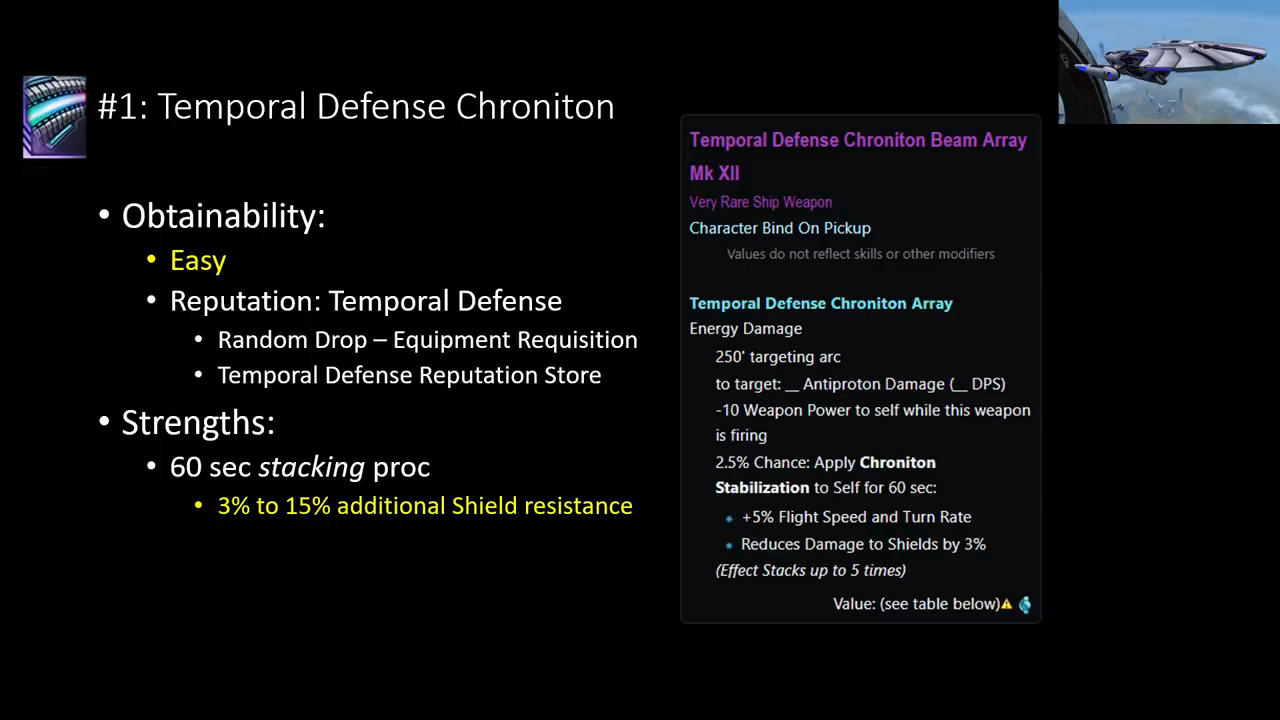 #1: Temporal Defense Chroniton
• Obtainability:
• Easy
• Reputation: Temporal Defense
• Random Drop – Equipment Requisition
• Temporal Defense Reputation Store
• Strengths:
• 60 sec stacking proc
• 3% to 15% additional Shield resistance
Temporal Defense Chroniton Beam Array
Mk XII
Very Rare Ship Weapon
Character Bind On Pickup
Values do not reflect skills or other modifiers
Temporal Defense Chroniton Array
Energy Damage
250' targeting arc
to target: __ Antiproton Damage (__ DPS)
-10 Weapon Power to self while this weapon
is firing
2.5% Chance: Apply Chroniton
Stabilization to Self for 60 sec:
• +5% Flight Speed and Turn Rate
• Reduces Damage to Shields by 3%
(Effect Stacks up to 5 times)
Value: (see table below)